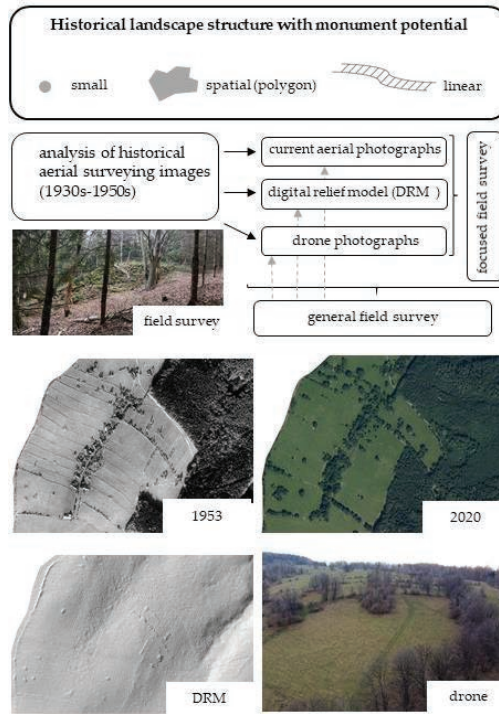 Historical landscape structure with monument potential
small
spatial (polygon)
linear
analysis of historical
aerial surveying images
(1930s-1950s)
current aerial photographs
digital relief model (DRM )
drone photographs
focused field survey
field survey
general field survey
1953
2020
DRM
drone